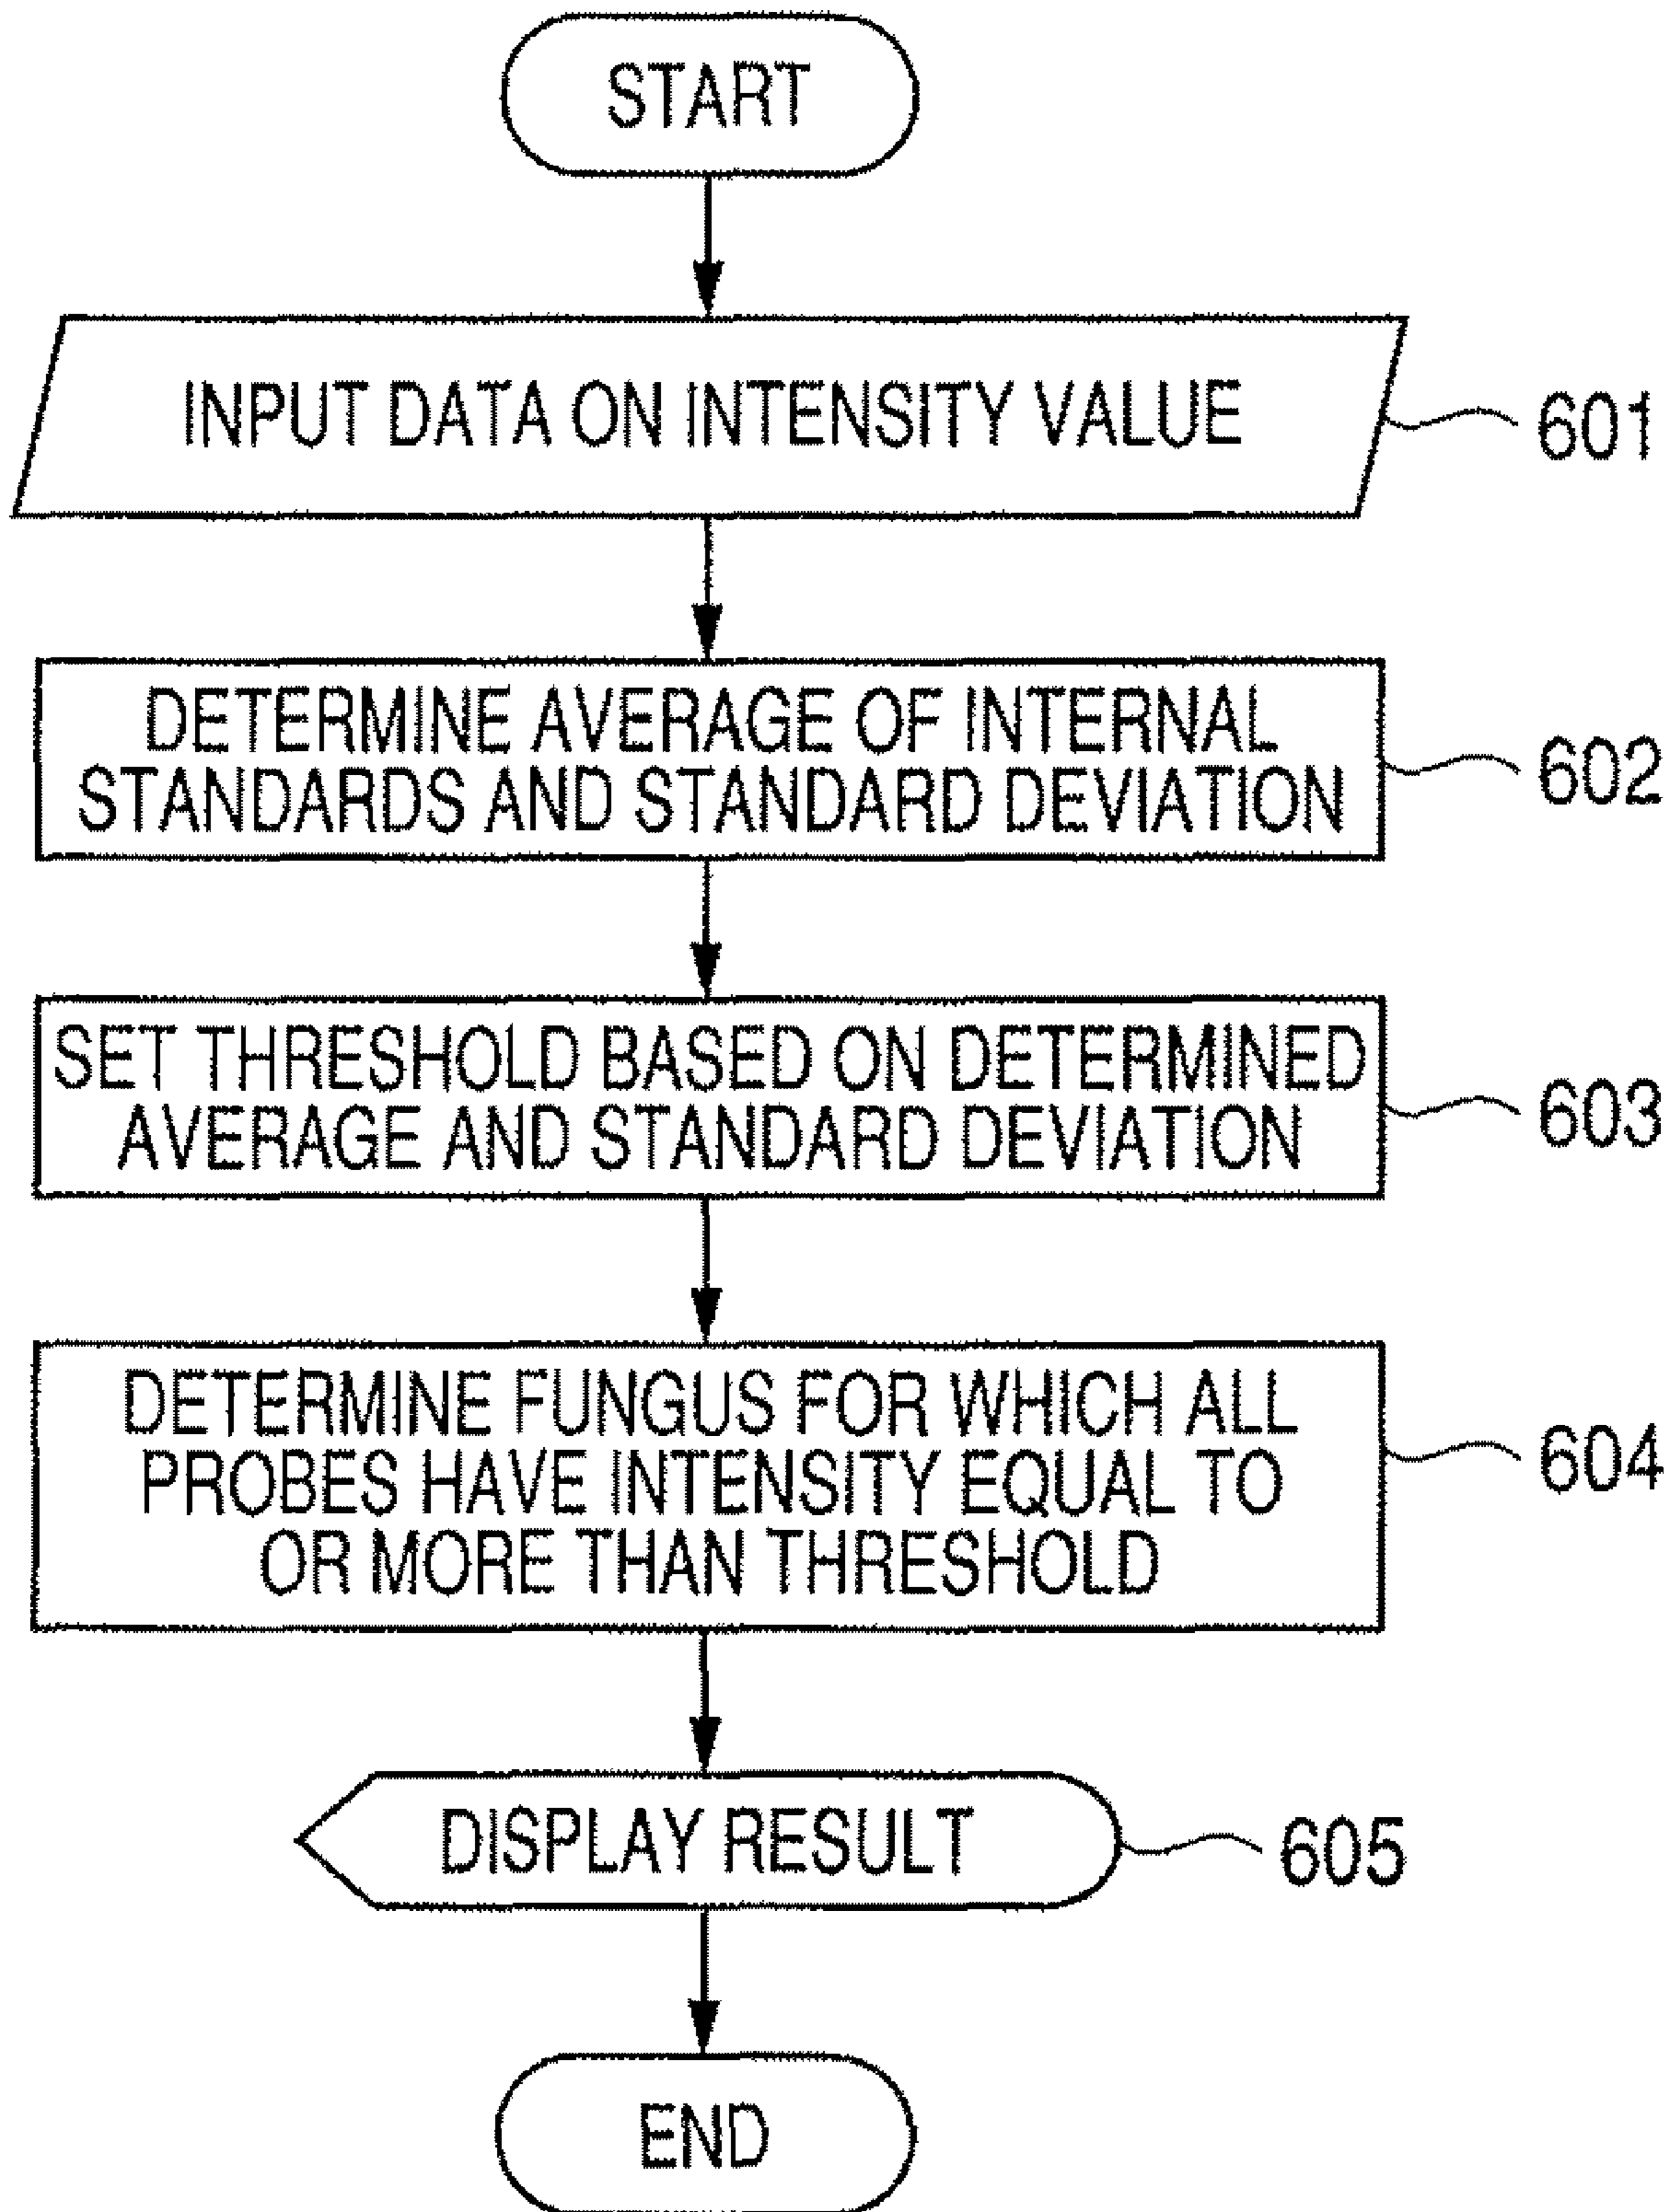 START
INPUT DATA ON INTENSITY VALUE
601
DETERMINE AVERAGE OF INTERNAL
STANDARDS AND STANDARD DEVIATION
602
SET THRESHOLD BASED ON DETERMINED
AVERAGE AND STANDARD DEVIATION
603
DETERMINE FUNGUS FOR WHICH ALL
PROBES HAVE INTENSITY EQUAL TO
OR MORE THAN THRESHOLD
604
DISPLAY RESULT
605
END